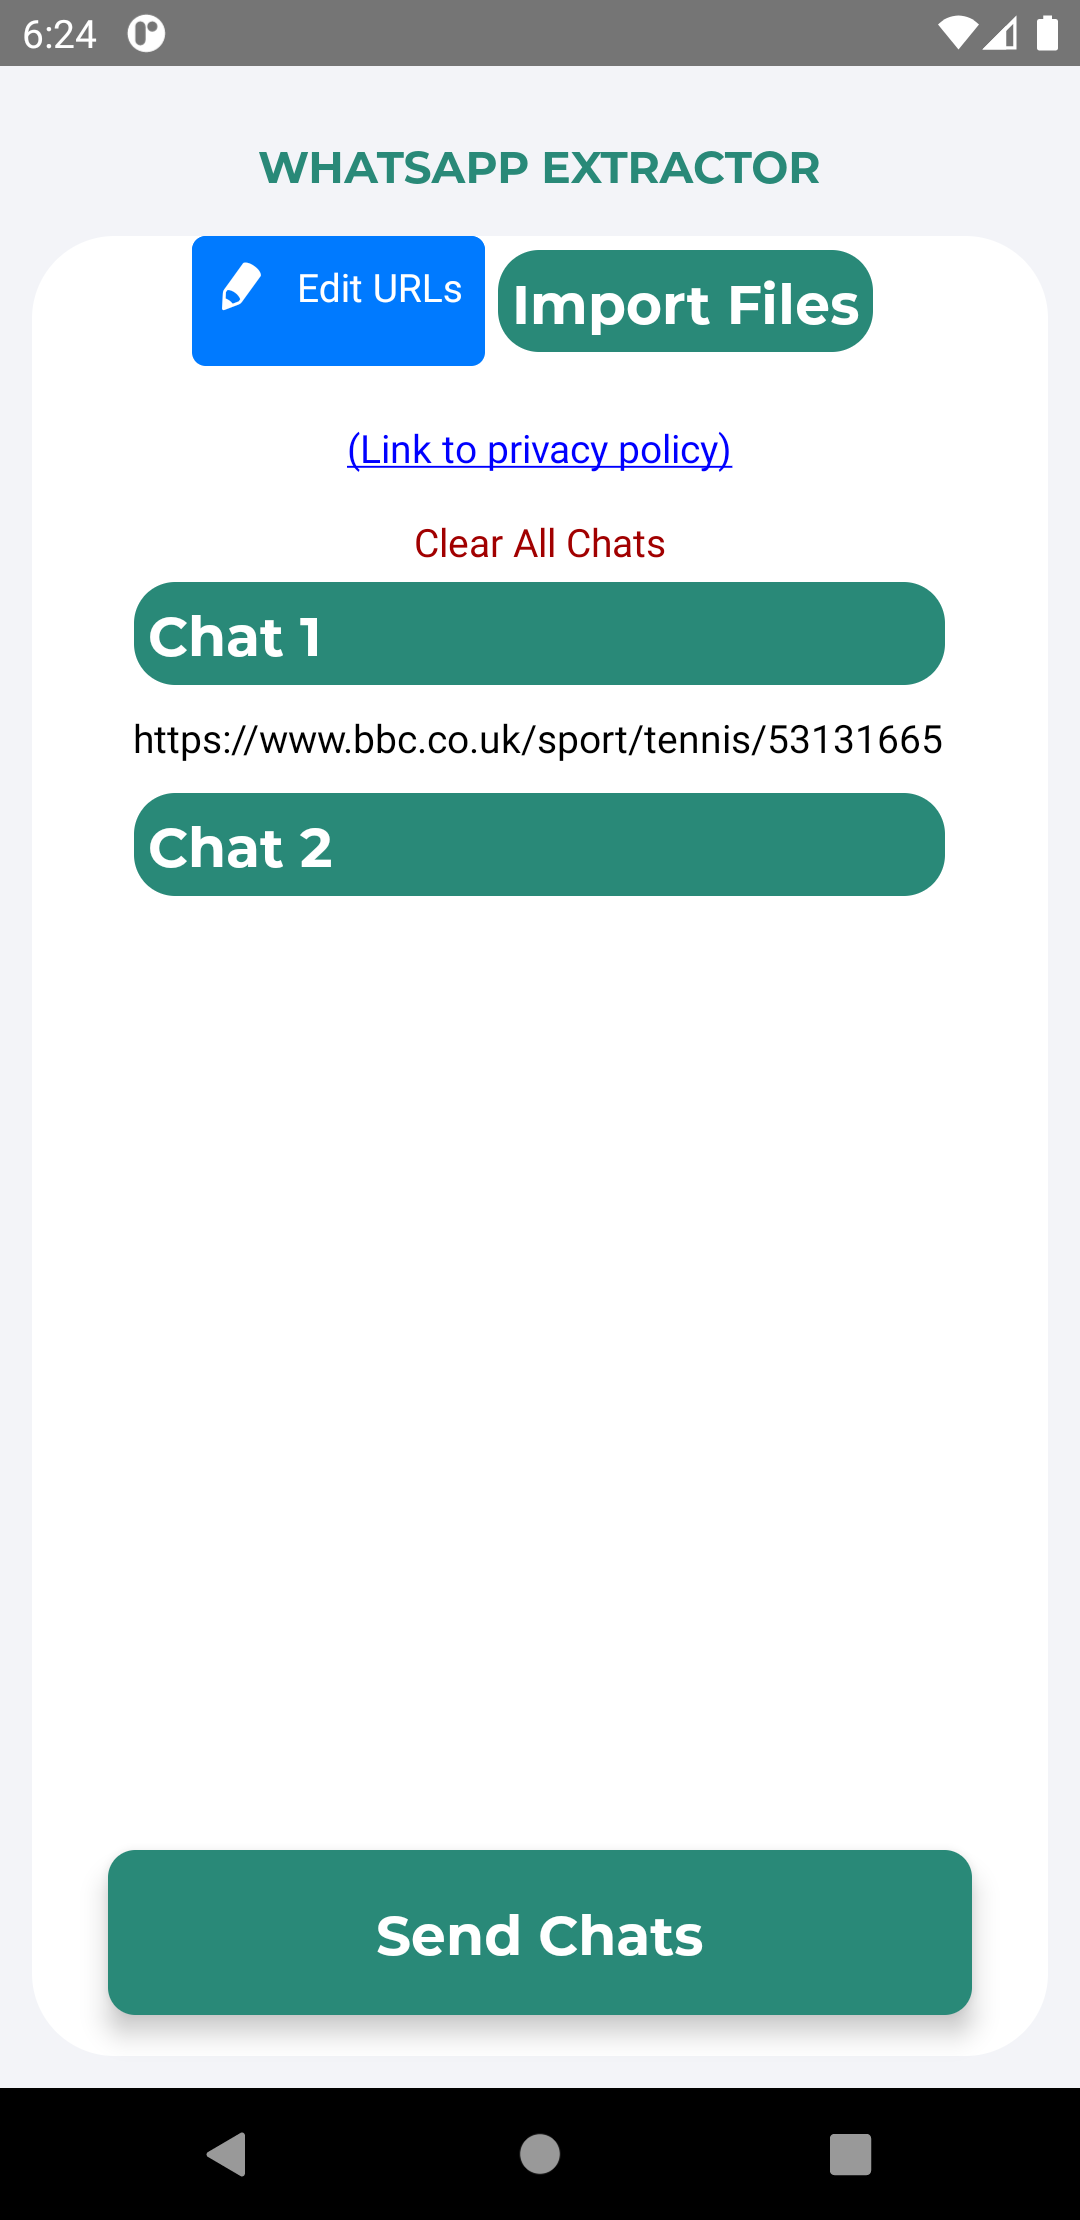 6:24
WHATSAPP EXTRACTOR
Edit URLs
Import Files
(Link to privacy policy)
Clear All Chats
Chat 1
https://www.bbc.co.uk/sport/tennis/53131665
Chat 2
Send Chats